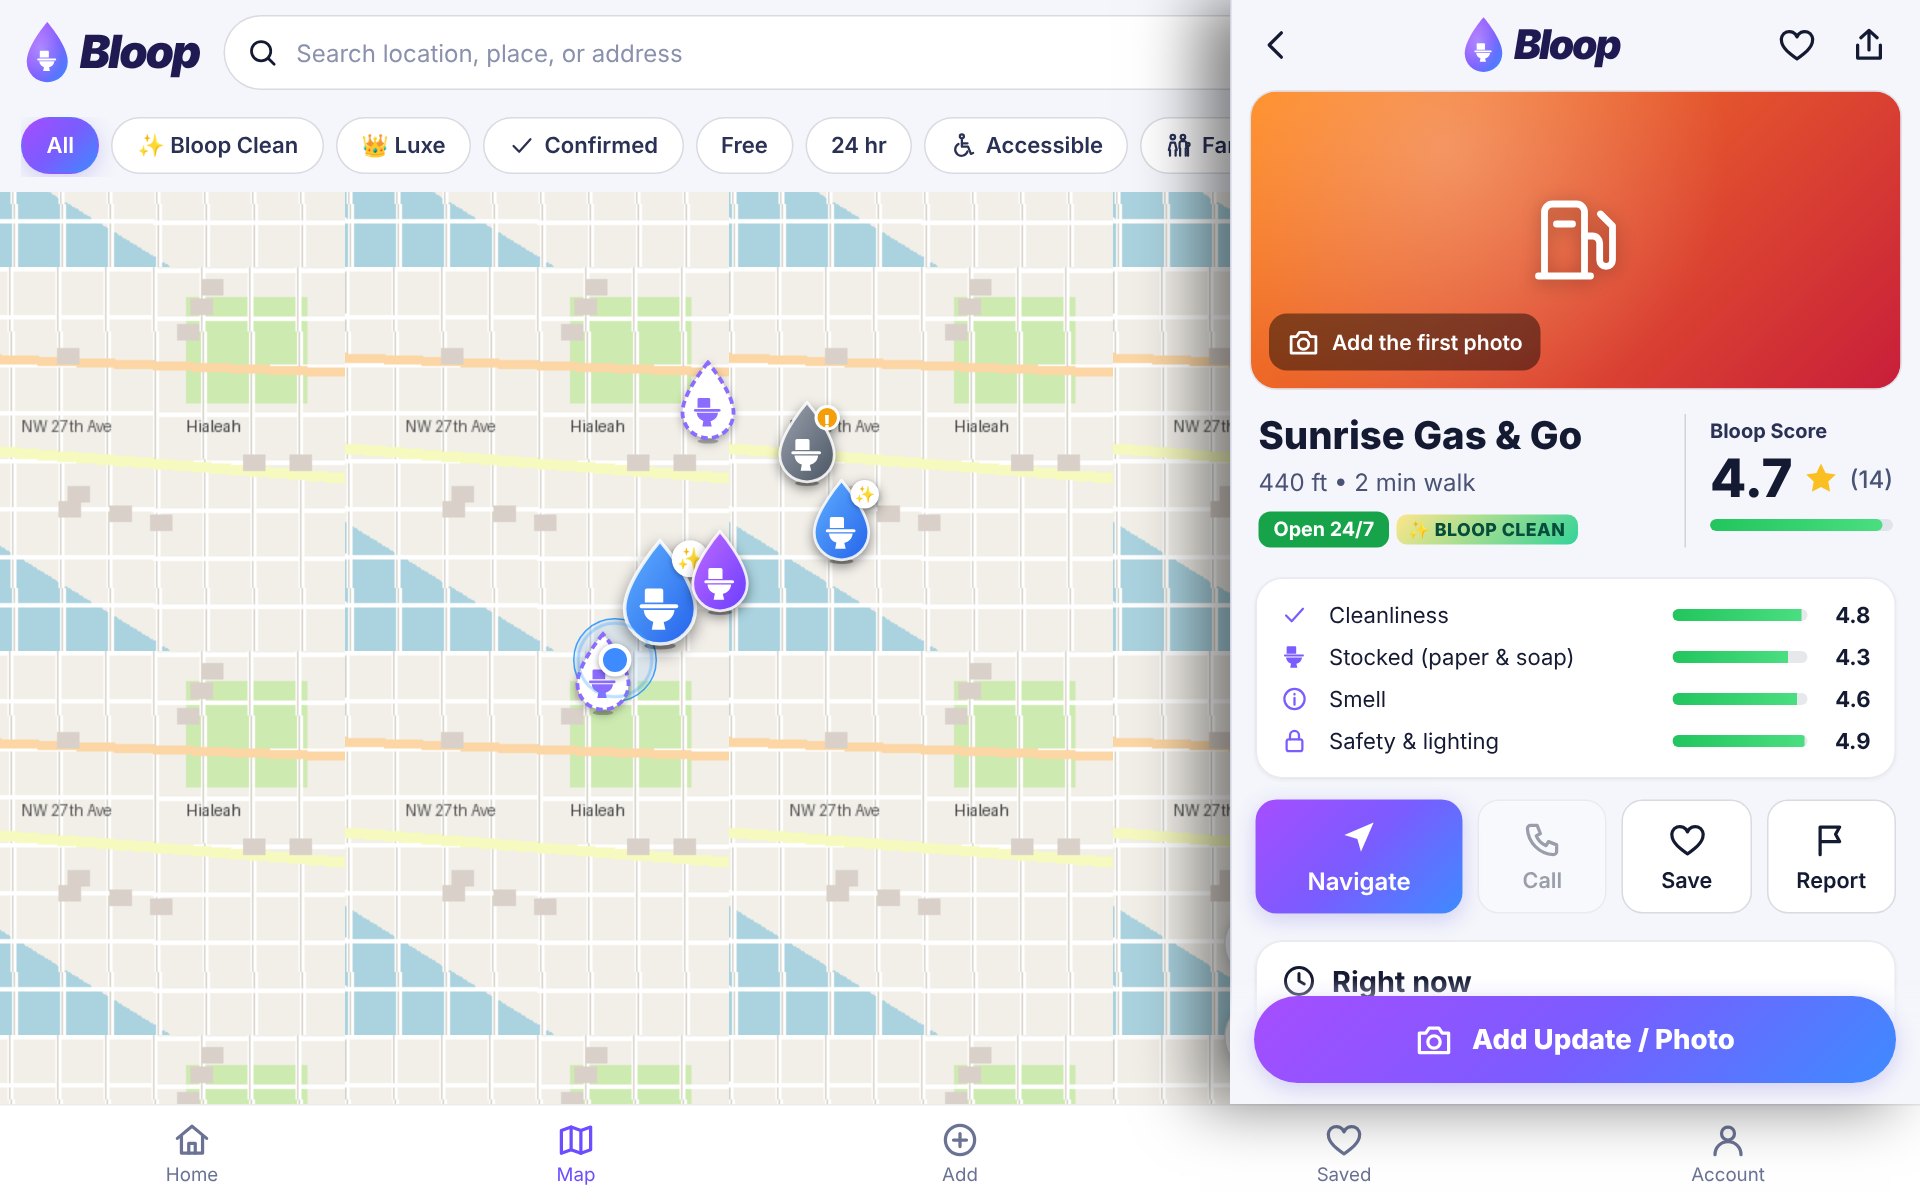 Bloop
Search location, place, or address
All
✨ Bloop Clean
👑 Luxe
Confirmed
Free
24 hr
Accessible
NW 27th Ave
Hialeah
NW 27th Ave
Hialeah
Hialeah
NW 27th Ave
Hialeah
NW 27th Ave
Hialeah
NW 27th Ave
Hialeah
Bloop
Add the first photo
Sunrise Gas & Go
440 ft • 2 min walk
Open 24/7
✨ BLOOP CLEAN
Bloop Score
4.7 ★ (14)
Cleanliness 4.8
Stocked (paper & soap) 4.3
Smell 4.6
Safety & lighting 4.9
Navigate
Call
Save
Report
Right now
Add Update / Photo
Home
Map
Add
Saved
Account